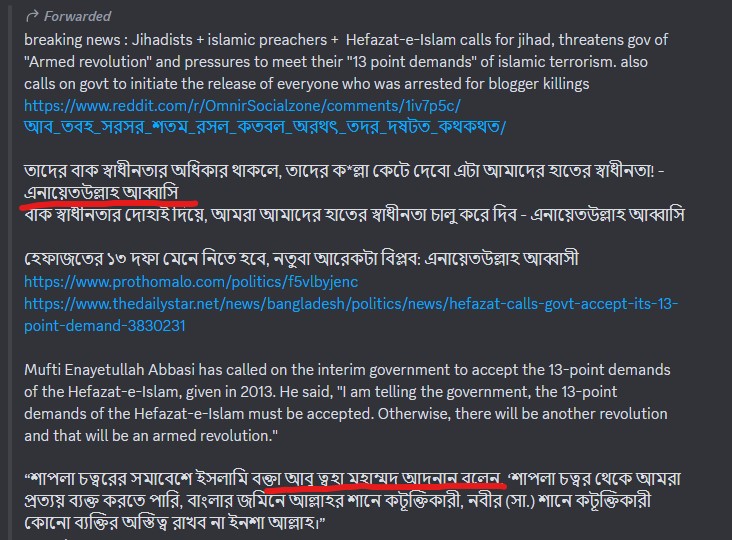 Forwarded
breaking news : Jihadists + islamic preachers + Hefazat-e-Islam calls for jihad, threatens gov of
"Armed revolution" and pressures to meet their "13 point demands" of islamic terrorism. also
calls on govt to initiate the release of everyone who was arrested for blogger killings
https://www.reddit.com/r/OmnirSocialzone/comments/1iv7p5c/
আব_তবহ_সরসর_শতম_রসল_কতবল_অরথৎ_তদর_দষটত_কথকথত/
তাদের বাক স্বাধীনতার অধিকার থাকলে, তাদের ক*ল্লা কেটে দেবো এটা আমাদের হাতের স্বাধীনতা! -
এনায়েতউল্লাহ আব্বাসি
বাক স্বাধীনতার দোহাই দিয়ে, আমরা আমাদের হাতের স্বাধীনতা চালু করে দিব - এনায়েতউল্লাহ আব্বাসি
হেফাজতের ১৩ দফা মেনে নিতে হবে, নতুবা আরেকটা বিপ্লব: এনায়েতউল্লাহ আব্বাসী
https://www.prothomalo.com/politics/f5vlbyjenc
https://www.thedailystar.net/news/bangladesh/politics/news/hefazat-calls-govt-accept-its-13-
point-demand-3830231
Mufti Enayetullah Abbasi has called on the interim government to accept the 13-point demands
of the Hefazat-e-Islam, given in 2013. He said, "I am telling the government, the 13-point
demands of the Hefazat-e-Islam must be accepted. Otherwise, there will be another revolution
and that will be an armed revolution."
“শাপলা চত্বরের সমাবেশে ইসলামি বক্তা আবু ত্বহা মুহাম্মদ আদনান বলেন, ‘শাপলা চত্বর থেকে আমরা
প্রত্যয় ব্যক্ত করতে পারি, বাংলার জমিনে আল্লাহর শানে কটূক্তিকারী, নবীর (সা.) শানে কটূক্তিকারী
কোনো ব্যক্তির অস্তিত্ব রাখব না ইনশা আল্লাহ।”